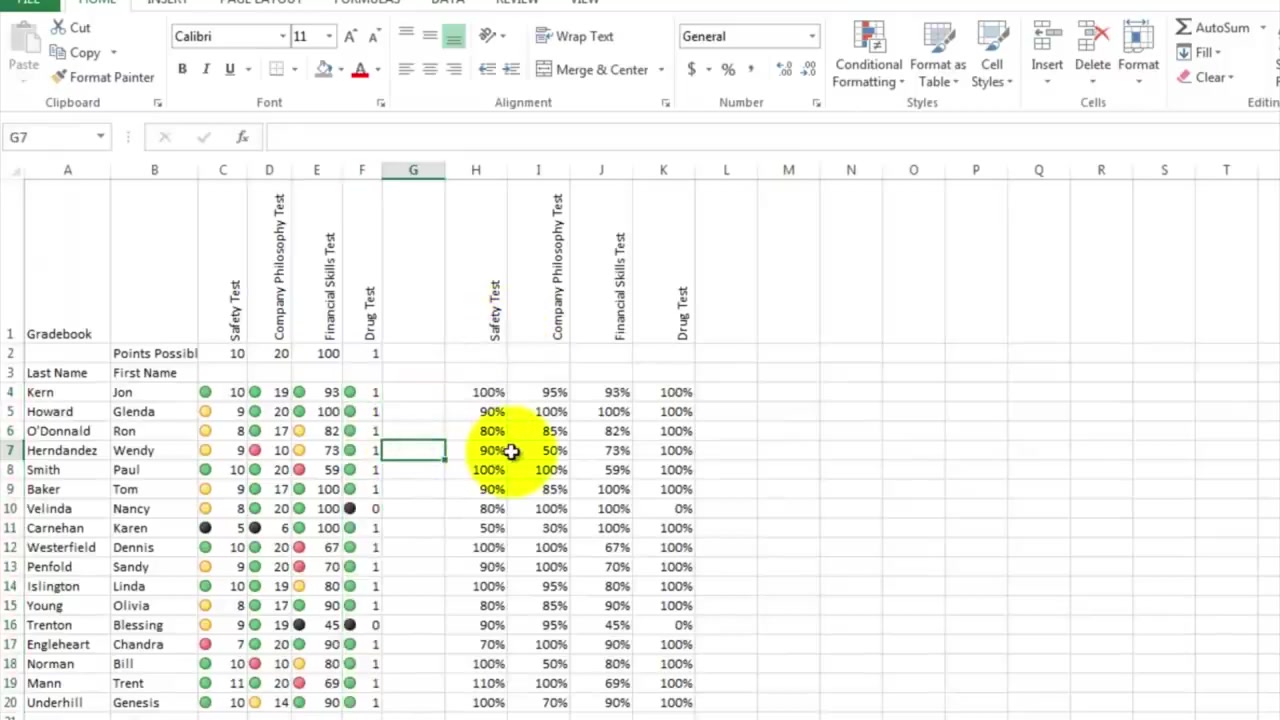 FILE HOME INSERT PAGE LAYOUT FORMULAS DATA REVIEW VIEW
Paste
Cut
Copy
Format Painter
Clipboard
Calibri 11 A A
B I U A
Font
Wrap Text
Merge & Center
Alignment
General
$ % ,
Number
Conditional Formatting
Format as Table
Cell Styles
Styles
Insert Delete Format
Cells
AutoSum
Fill
Clear
Editin
G7 fx
A B C D E F G H I J K L M N O P Q R S T
1 Gradebook Safety Test Company Philosophy Test Financial Skills Test Drug Test Safety Test Company Philosophy Test Financial Skills Test Drug Test
2 Points Possibl 10 20 100 1
3 Last Name First Name
4 Kern Jon 10 19 93 1 100% 95% 93% 100%
5 Howard Glenda 9 20 100 1 90% 100% 100% 100%
6 O'Donnald Ron 8 17 82 1 80% 85% 82% 100%
7 Herndandez Wendy 9 10 73 1 90% 50% 73% 100%
8 Smith Paul 10 20 59 1 100% 100% 59% 100%
9 Baker Tom 9 17 100 1 90% 85% 100% 100%
10 Velinda Nancy 8 20 100 0 80% 100% 100% 0%
11 Carnehan Karen 5 6 100 1 50% 30% 100% 100%
12 Westerfield Dennis 10 20 67 1 100% 100% 67% 100%
13 Penfold Sandy 9 20 70 1 90% 100% 70% 100%
14 Islington Linda 10 19 80 1 100% 95% 80% 100%
15 Young Olivia 8 17 90 1 80% 85% 90% 100%
16 Trenton Blessing 9 19 45 0 90% 95% 45% 0%
17 Engleheart Chandra 7 20 90 1 70% 100% 90% 100%
18 Norman Bill 10 10 80 1 100% 50% 80% 100%
19 Mann Trent 11 20 69 1 110% 100% 69% 100%
20 Underhill Genesis 10 14 90 1 100% 70% 90% 100%